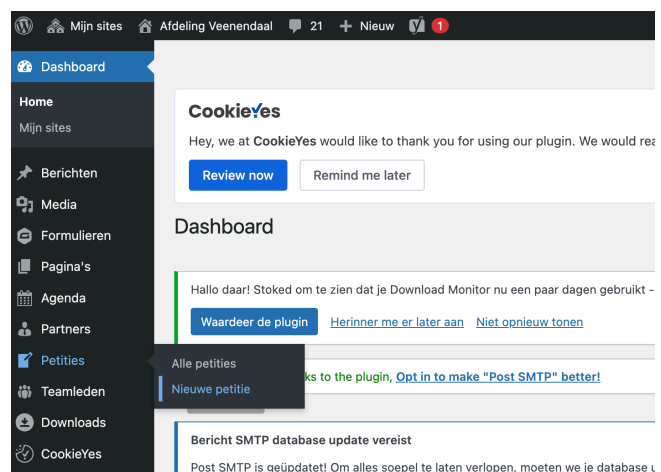 Mijn sites
Afdeling Veenendaal
21
Nieuw
1
Dashboard
Home
Mijn sites
Berichten
Media
Formulieren
Pagina's
Agenda
Partners
Petities
Teamleden
Downloads
CookieYes
Alle petities
Nieuwe petitie
CookieYes
Hey, we at CookieYes would like to thank you for using our plugin. We would rea
Review now
Remind me later
Dashboard
Hallo daar! Stoked om te zien dat je Download Monitor nu een paar dagen gebruikt -
Waardeer de plugin
Herinner me er later aan
Niet opnieuw tonen
ks to the plugin, Opt in to make "Post SMTP" better!
Bericht SMTP database update vereist
Post SMTP is geüpdatet! Om alles soepel te laten verlopen, moeten we je database u